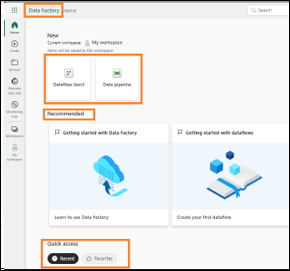 Data Factory Home
Search
Home
Create
Browse
OneLake data hub
Monitoring hub
Workspaces
My workspace
New
Current workspace My workspace
Items will be saved to this workspace.
Dataflow Gen2
Data pipeline
Recommended
Getting started with Data Factory
Getting started with dataflows
Learn to use Data Factory
Create your first dataflow
Quick access
Recent
Favorites